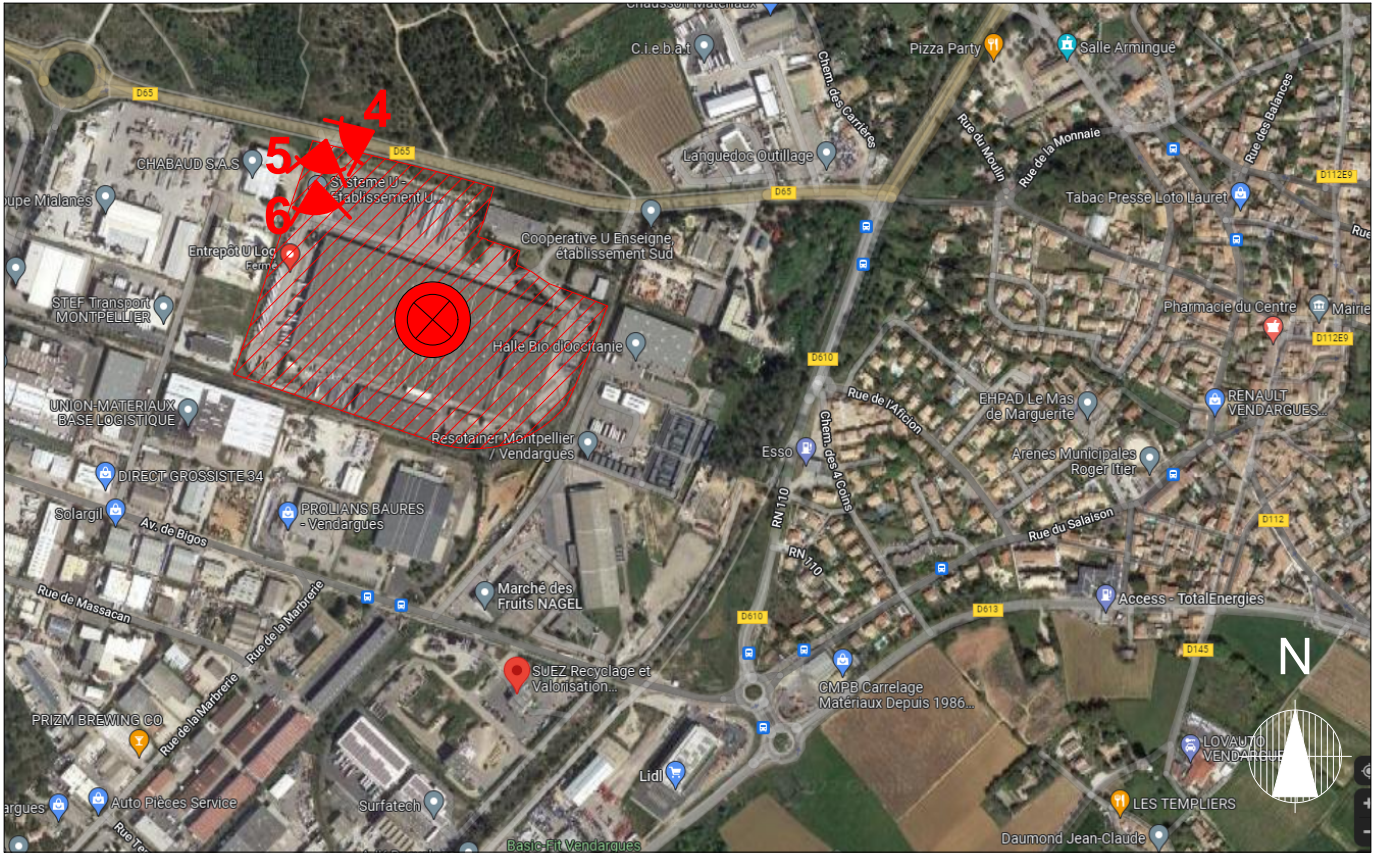 Chausson Matériaux
C.i.e.b.a.t
Pizza Party
Salle Armingué
Chem. des Carrières
Rue des Balances
D65
4
Rue du Moulin
Rue de la Monnaie
5
D65
CHABAUD S.A.S
Languedoc Outillage
Système U -
établissement U
D65
D112E9
upe Mialanes
Tabac Presse Loto Lauret
6
Rue
Cooperative U Enseigne,
établissement Sud
Entrepôt U Log
Fermé
STEF Transport
MONTPELLIER
Pharmacie du Centre
Mairie
D112E9
Halle Bio d'Occitanie
D610
Rue de l'Aficion
EHPAD Le Mas
de Marguerite
RENAULT
VENDARGUES...
UNION-MATERIAUX
BASE LOGISTIQUE
Resotainer Montpellier
/ Vendargues
Esso
Chem. des 4 Coins
Arènes Municipales
Roger Itier
DIRECT GROSSISTE 34
Solargil
PROLIANS BAURES
- Vendargues
Av. de Bigos
RN 110
Rue du Salaison
D112
RN 110
Rue de Massacan
Rue de la Marbrerie
Marché des
Fruits NAGEL
Access - TotalEnergies
D613
D610
D145
N
SUEZ Recyclage et
Valorisation...
CMPB Carrelage
Matériaux Depuis 1986...
PRIZM BREWING CO
Rue de la Marbrerie
LOVAUTO
VENDARGUE
Lidl
argues
Auto Pièces Service
Surfatech
LES TEMPLIERS
Daumond Jean-Claude
Basic-Fit Vendargues